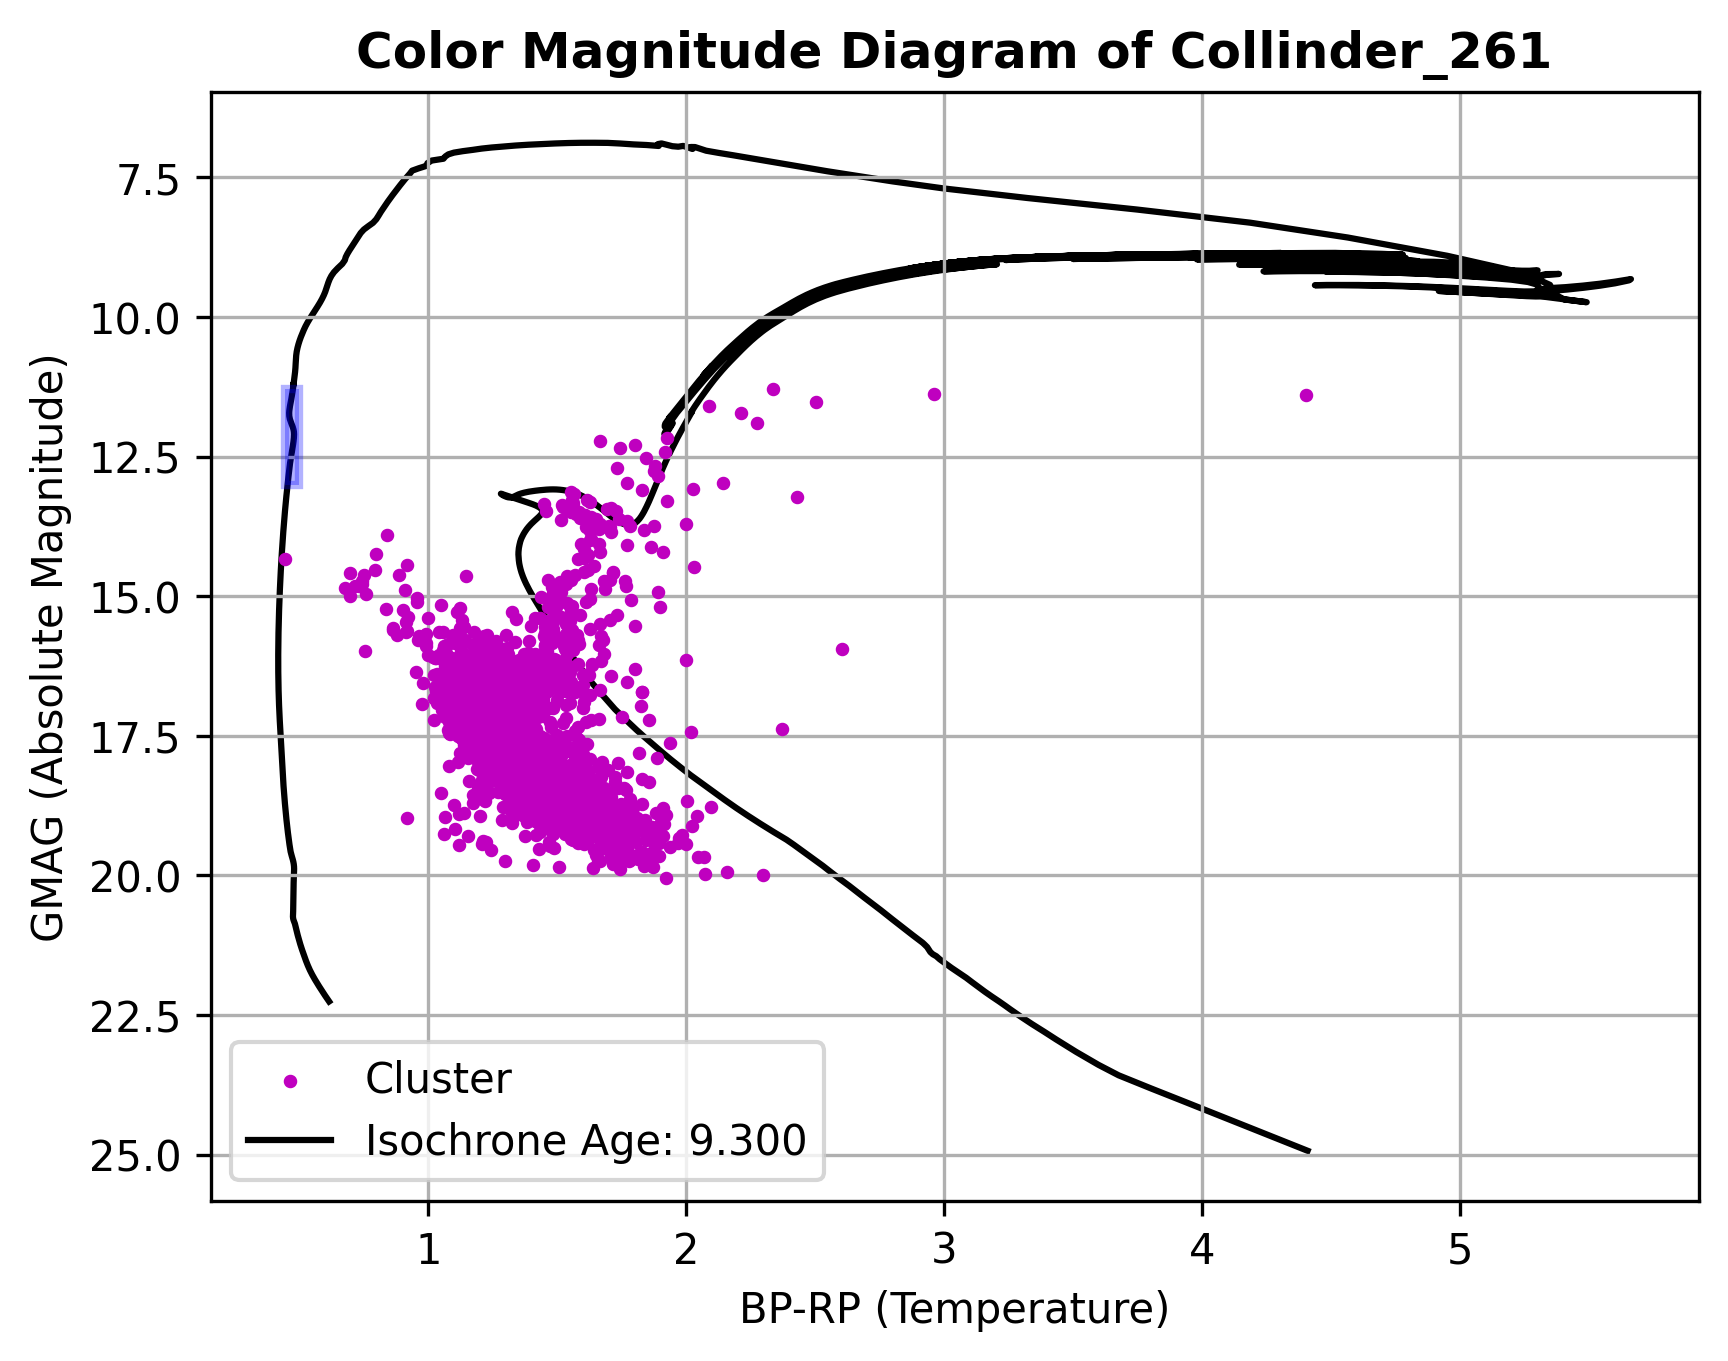 Color Magnitude Diagram of Collinder_261
GMAG (Absolute Magnitude)
7.5
10.0
12.5
15.0
17.5
20.0
22.5
25.0
Cluster
Isochrone Age: 9.300
1 2 3 4 5
BP-RP (Temperature)